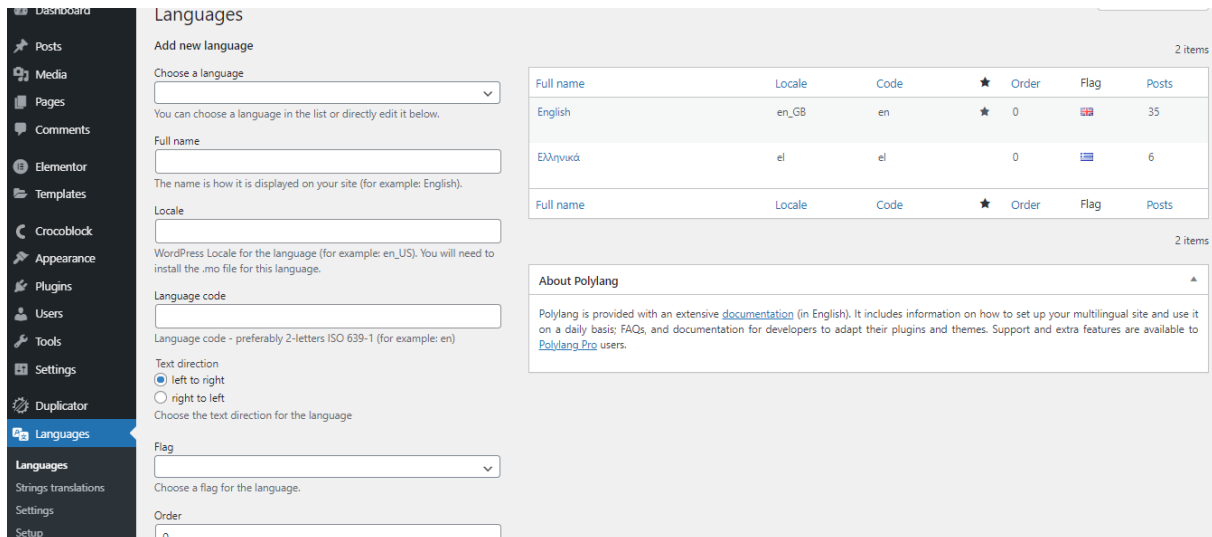 Dashboard
Posts
Media
Pages
Comments
Elementor
Templates
Crocoblock
Appearance
Plugins
Users
Tools
Settings
Duplicator
Languages
Languages
Strings translations
Settings
Setup
Languages
Add new language
Choose a language
You can choose a language in the list or directly edit it below.
Full name
The name is how it is displayed on your site (for example: English).
Locale
WordPress Locale for the language (for example: en_US). You will need to
install the .mo file for this language.
Language code
Language code - preferably 2-letters ISO 639-1 (for example: en)
Text direction
left to right
right to left
Choose the text direction for the language
Flag
Choose a flag for the language.
Order
0
2 items
Full name Locale Code ★ Order Flag Posts
English en_GB en ★ 0 35
Ελληνικά el el 0 6
Full name Locale Code ★ Order Flag Posts
2 items
About Polylang
Polylang is provided with an extensive documentation (in English). It includes information on how to set up your multilingual site and use it
on a daily basis; FAQs, and documentation for developers to adapt their plugins and themes. Support and extra features are available to
Polylang Pro users.